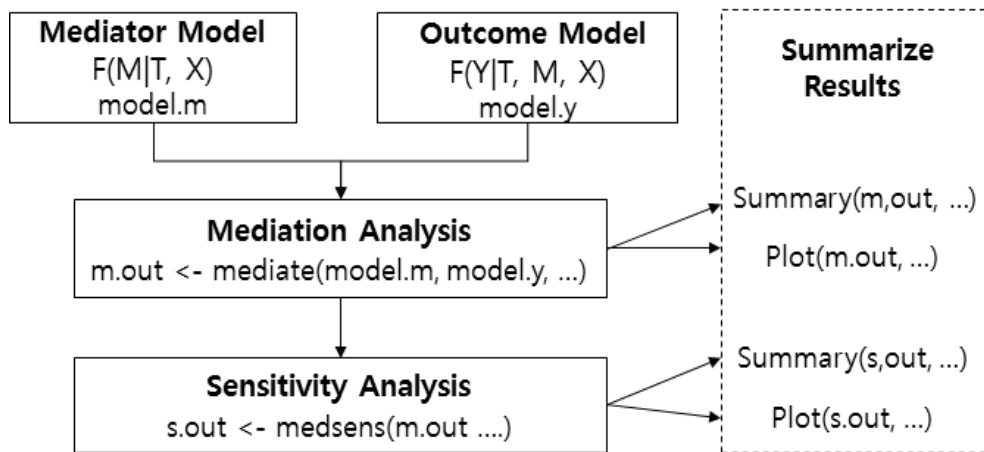 Mediator Model
F(M|T, X)
model.m
Outcome Model
F(Y|T, M, X)
model.y
Summarize
Results
Mediation Analysis
m.out <- mediate(model.m, model.y, ...)
Summary(m,out, ...)
Plot(m.out, ...)
Sensitivity Analysis
s.out <- medsens(m.out ....)
Summary(s,out, ...)
Plot(s.out, ...)